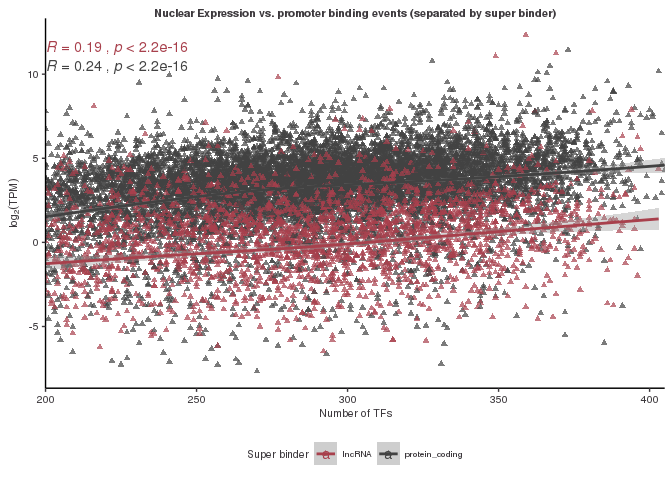 Nuclear Expression vs. promoter binding events (separated by super binder)
R = 0.19 , p < 2.2e-16
R = 0.24 , p < 2.2e-16
10
5
0
-5
log2(TPM)
200 250 300 350 400
Number of TFs
Super binder a lncRNA a protein_coding